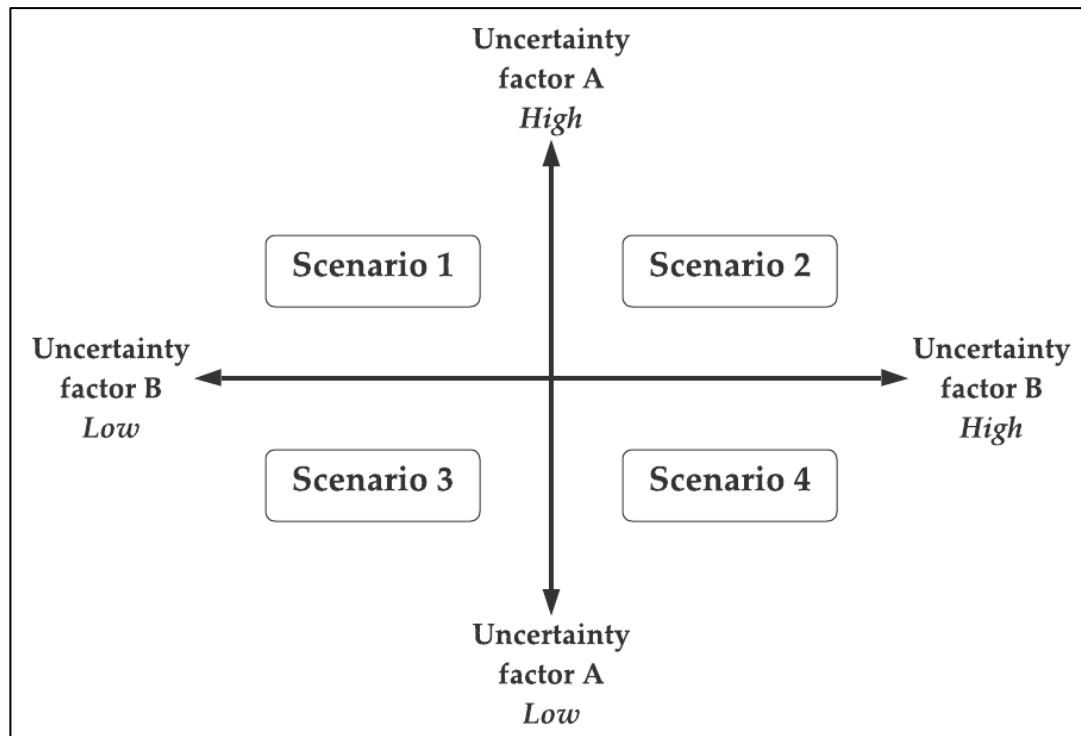 Uncertainty
factor A
High
Scenario 1
Scenario 2
Uncertainty
factor B
Low
Uncertainty
factor B
High
Scenario 3
Scenario 4
Uncertainty
factor A
Low